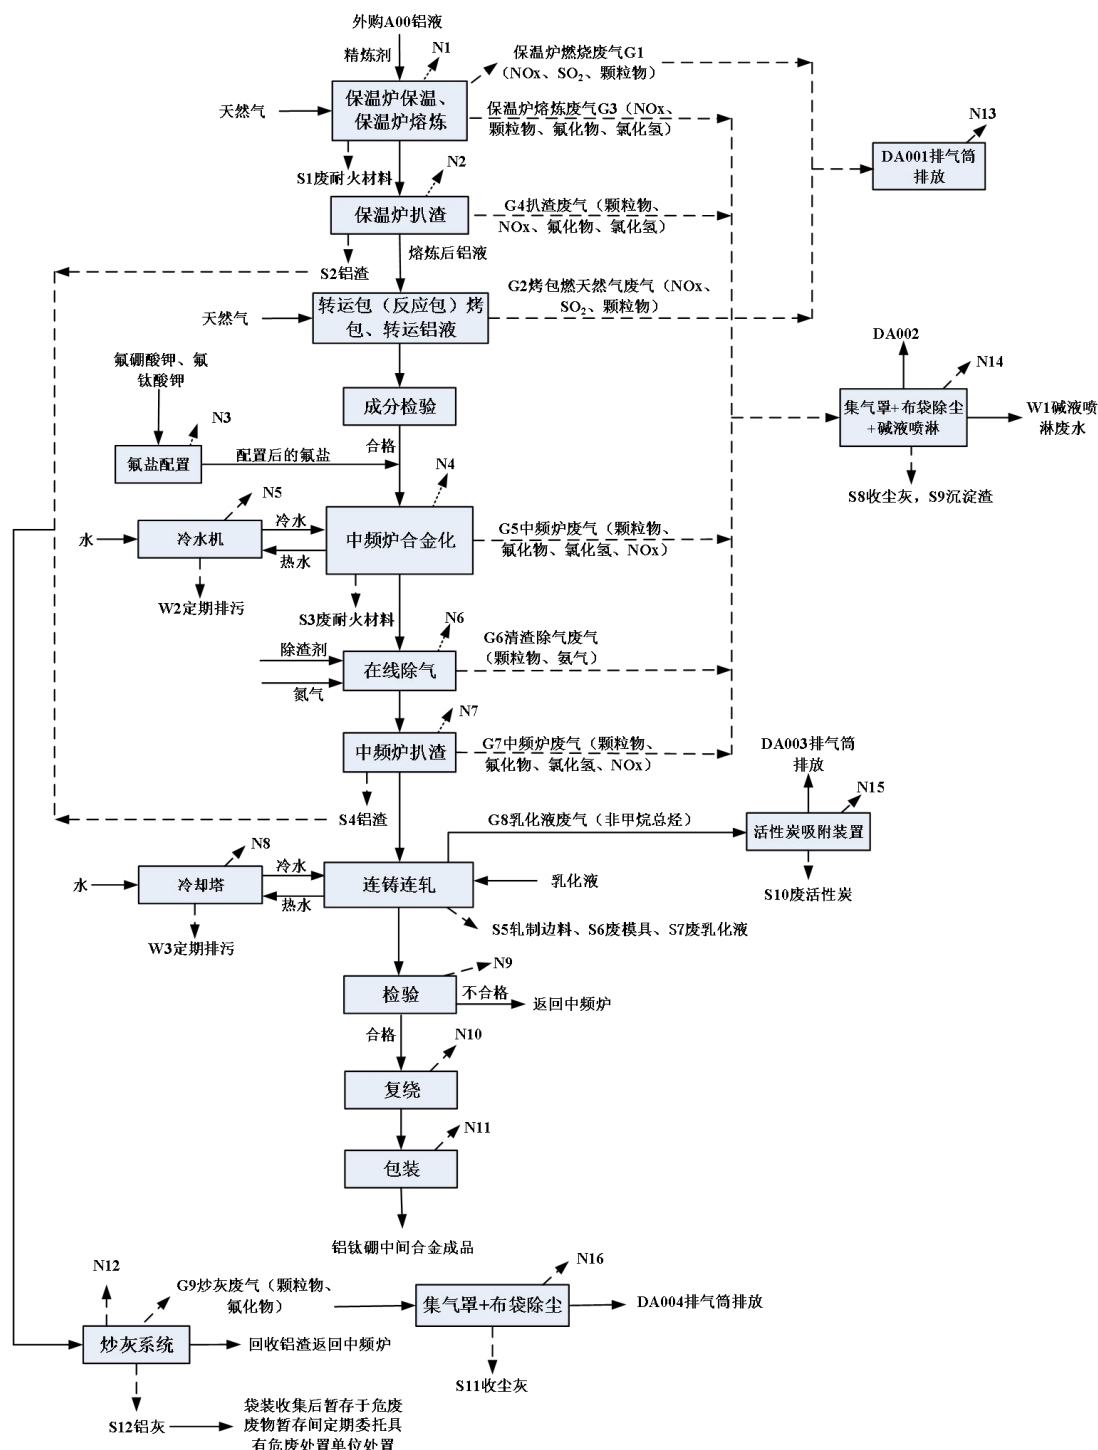 外购A00铝液
精炼剂
N1
保温炉燃烧废气G1
（NOx、SO₂、颗粒物）
天然气
保温炉保温、
保温炉熔炼
保温炉熔炼废气G3（NOx、
颗粒物、氟化物、氯化氢）
N13
DA001排气筒
排放
S1废耐火材料
N2
保温炉扒渣
G4扒渣废气（颗粒物、
NOx、氟化物、氯化氢）
S2铝渣
熔炼后铝液
天然气
转运包（反应包）烤
包、转运铝液
G2烤包燃天然气废气（NOx、
SO₂、颗粒物）
DA002
N14
集气罩+布袋除尘
+碱液喷淋
W1碱液喷
淋废水
S8收尘灰，S9沉淀渣
氟硼酸钾、氟
钛酸钾
N3
成分检验
合格
氟盐配置
配置后的氟盐
N4
N5
水
冷水机
冷水
热水
中频炉合金化
G5中频炉废气（颗粒物、
氟化物、氯化氢、NOx）
W2定期排污
S3废耐火材料
N6
除渣剂
氮气
在线除气
G6清渣除气废气
（颗粒物、氨气）
N7
中频炉扒渣
G7中频炉废气（颗粒物、
氟化物、氯化氢、NOx）
S4铝渣
DA003排气筒
排放
N15
G8乳化液废气（非甲烷总烃）
活性炭吸附装置
S10废活性炭
N8
水
冷却塔
冷水
热水
连铸连轧
乳化液
W3定期排污
S5轧制边料、S6废模具、S7废乳化液
N9
检验
不合格
返回中频炉
合格
N10
复绕
N11
包装
铝钛硼中间合金成品
N12
G9炒灰废气（颗粒物、
氟化物）
N16
集气罩+布袋除尘
DA004排气筒排放
炒灰系统
回收铝渣返回中频炉
S11收尘灰
S12铝灰
袋装收集后暂存于危废
废物暂存间定期委托具
有危废处置单位处置